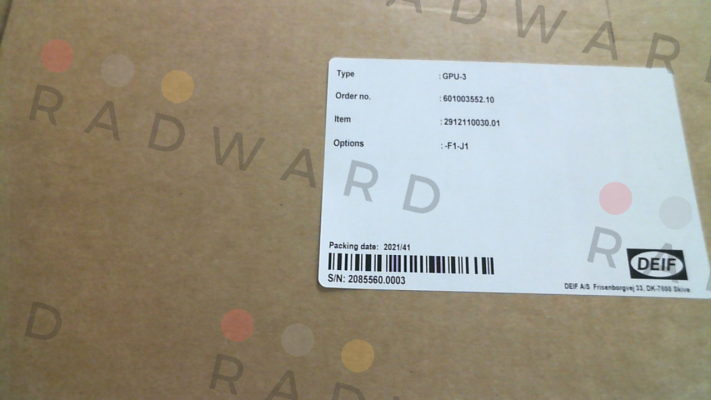 RADWARD
Type : GPU-3
Order no. : 601003552.10
Item : 2912110030.01
Options : -F1-J1
RADWARD
Packing date: 2021/41
S/N: 2085560.0003
DEIF
DEIF A/S Frisenborgvej 33, DK-7800 Skive
RA
D
RADWARD